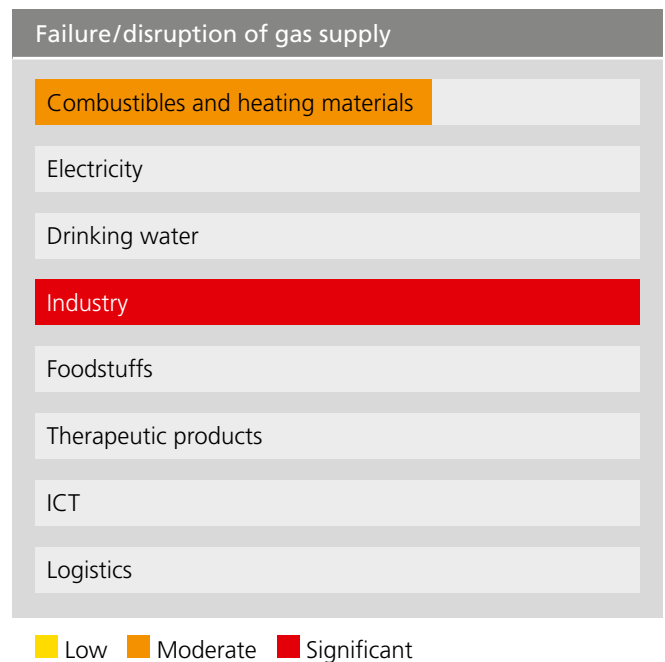 Failure/disruption of gas supply
Combustibles and heating materials
Electricity
Drinking water
Industry
Foodstuffs
Therapeutic products
ICT
Logistics
Low Moderate Significant